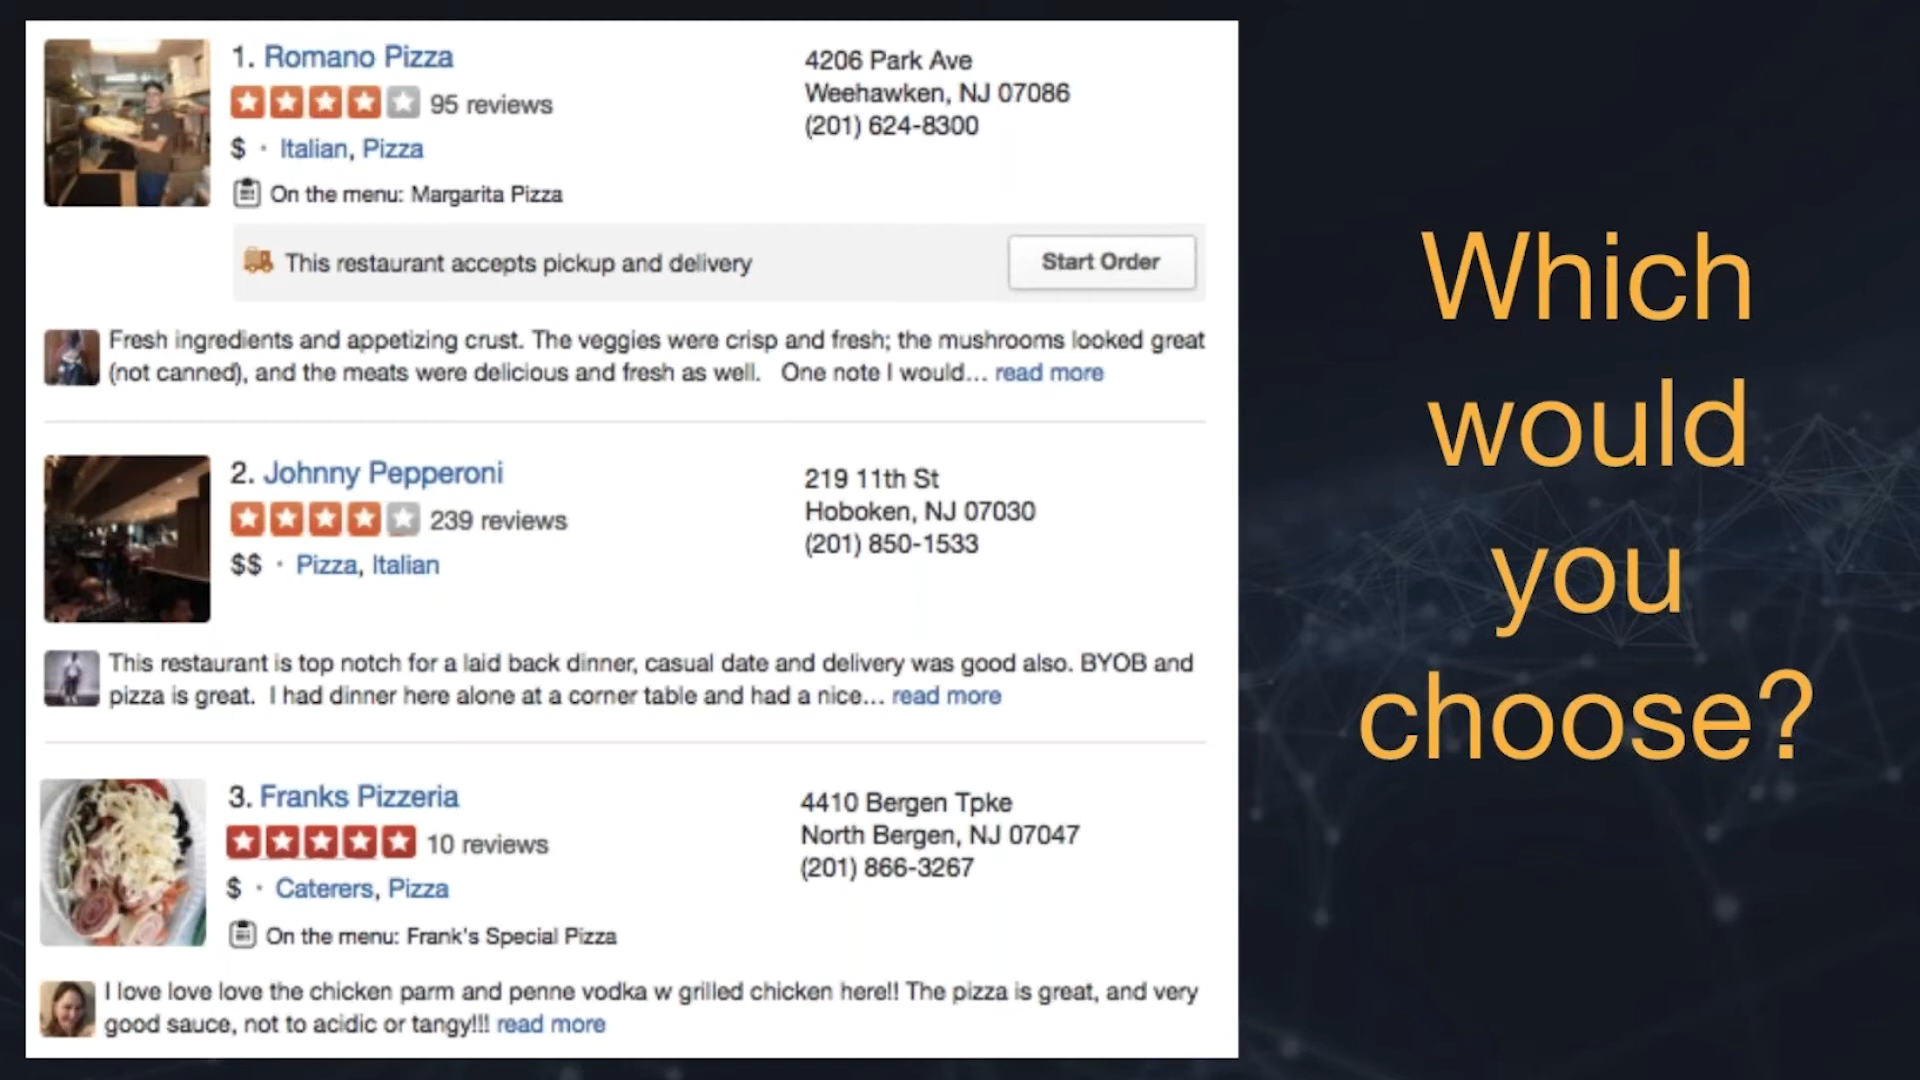 1. Romano Pizza
95 reviews
$ · Italian, Pizza
On the menu: Margarita Pizza
4206 Park Ave
Weehawken, NJ 07086
(201) 624-8300
This restaurant accepts pickup and delivery
Start Order
Fresh ingredients and appetizing crust. The veggies were crisp and fresh; the mushrooms looked great
(not canned), and the meats were delicious and fresh as well. One note I would... read more
2. Johnny Pepperoni
239 reviews
$$ · Pizza, Italian
219 11th St
Hoboken, NJ 07030
(201) 850-1533
This restaurant is top notch for a laid back dinner, casual date and delivery was good also. BYOB and
pizza is great. I had dinner here alone at a corner table and had a nice... read more
3. Franks Pizzeria
10 reviews
$ · Caterers, Pizza
On the menu: Frank's Special Pizza
4410 Bergen Tpke
North Bergen, NJ 07047
(201) 866-3267
I love love love the chicken parm and penne vodka w grilled chicken here!! The pizza is great, and very
good sauce, not to acidic or tangy!!! read more
Which
would
you
choose?